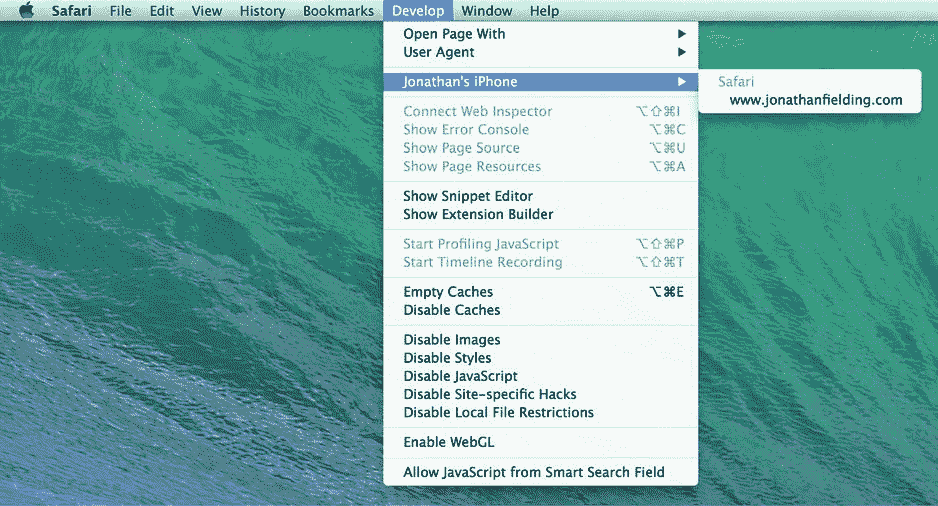 Safari File Edit View History Bookmarks Develop Window Help
Open Page With ▶
User Agent ▶
Jonathan's iPhone ▶
Safari
www.jonathanfielding.com
Connect Web Inspector ⌥⇧⌘I
Show Error Console ⌥⌘C
Show Page Source ⌥⌘U
Show Page Resources ⌥⌘A
Show Snippet Editor
Show Extension Builder
Start Profiling JavaScript ⌥⇧⌘P
Start Timeline Recording ⌥⇧⌘T
Empty Caches ⌥⌘E
Disable Caches
Disable Images
Disable Styles
Disable JavaScript
Disable Site-specific Hacks
Disable Local File Restrictions
Enable WebGL
Allow JavaScript from Smart Search Field